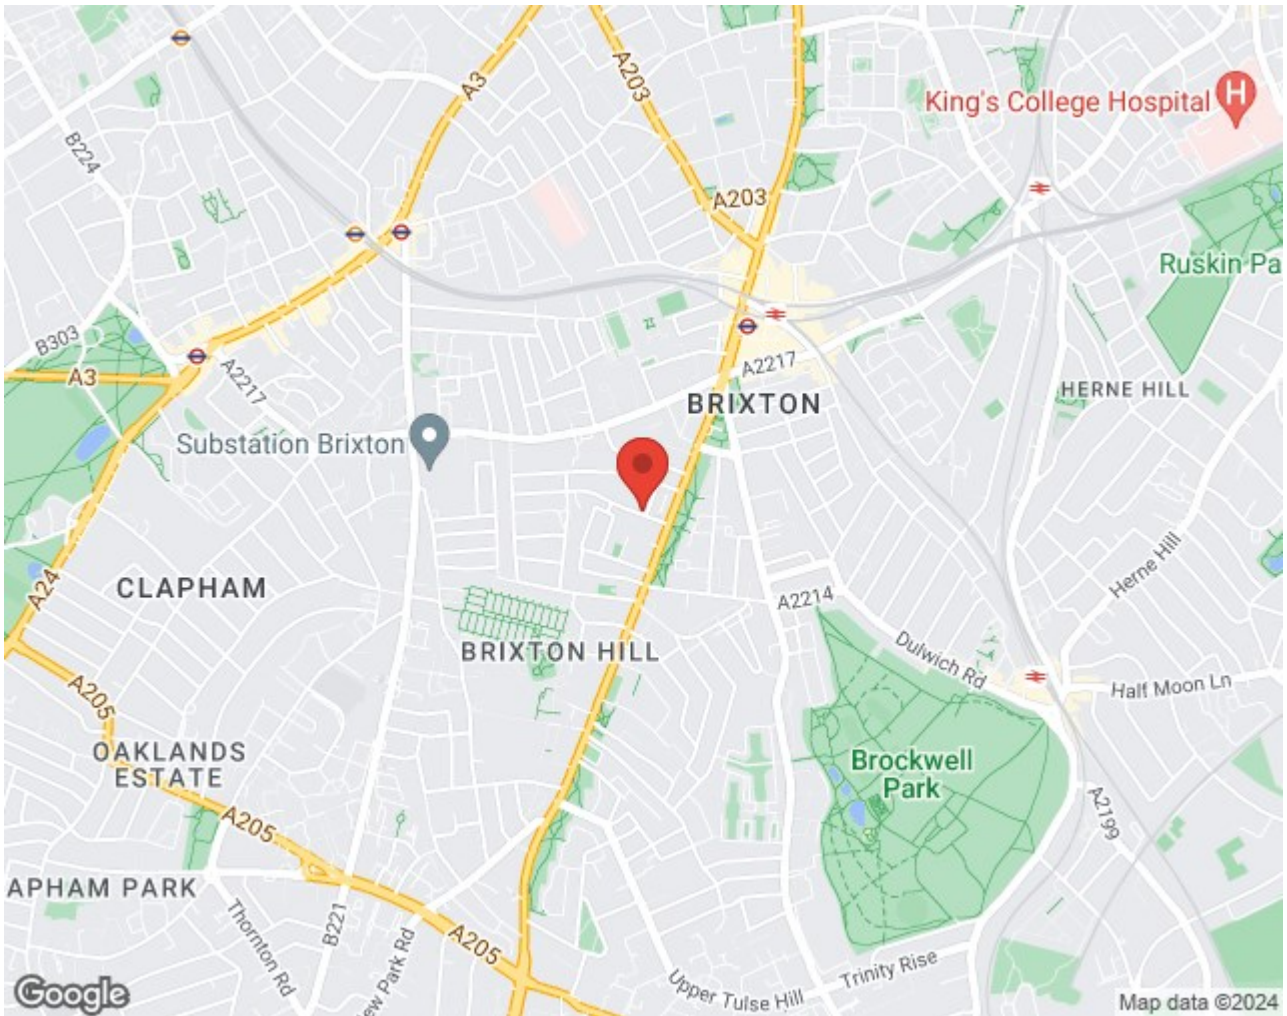 A3
A203
King's College Hospital
H
B224
A203
Ruskin Pa
B303
A3
A2217
A2217
BRIXTON
HERNE HILL
Substation Brixton
A24
CLAPHAM
Herne Hill
A2214
BRIXTON HILL
Dulwich Rd
Half Moon Ln
A205
OAKLANDS
ESTATE
Brockwell
Park
A205
A2199
APHAM PARK
Thornton Rd
B221
ew Park Rd
A205
Upper Tulse Hill
Trinity Rise
Google
Map data ©2024